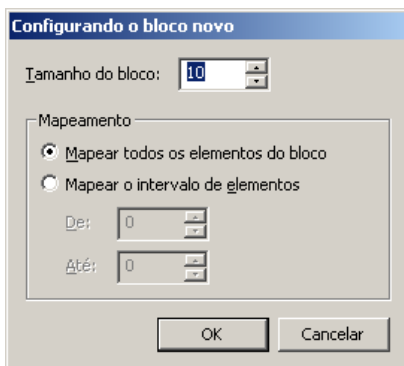 Configurando o bloco novo
Tamanho do bloco: 10
Mapeamento
Mapear todos os elementos do bloco
Mapear o intervalo de elementos
De: 0
Até: 0
OK Cancelar